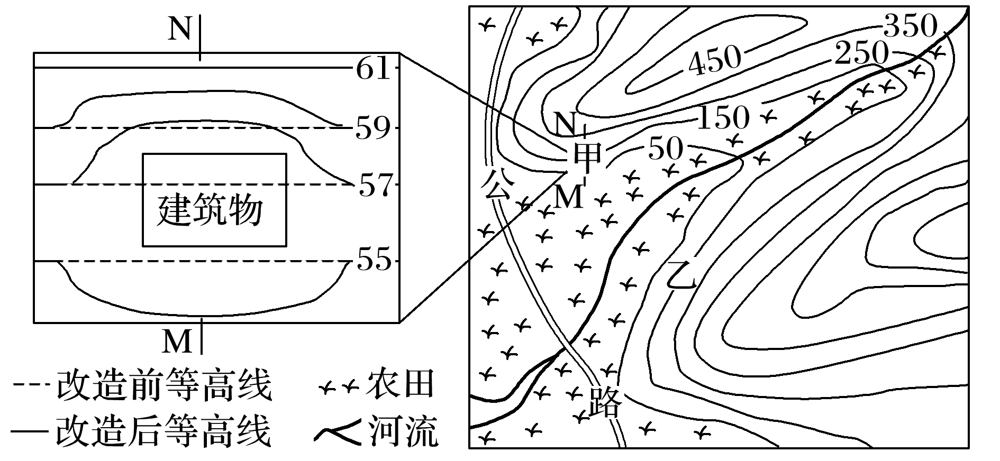 N
61
59
57
建筑物
55
M
改造前等高线
农田
改造后等高线
河流
350
250
450
150
N
50
甲
公
M
乙
路